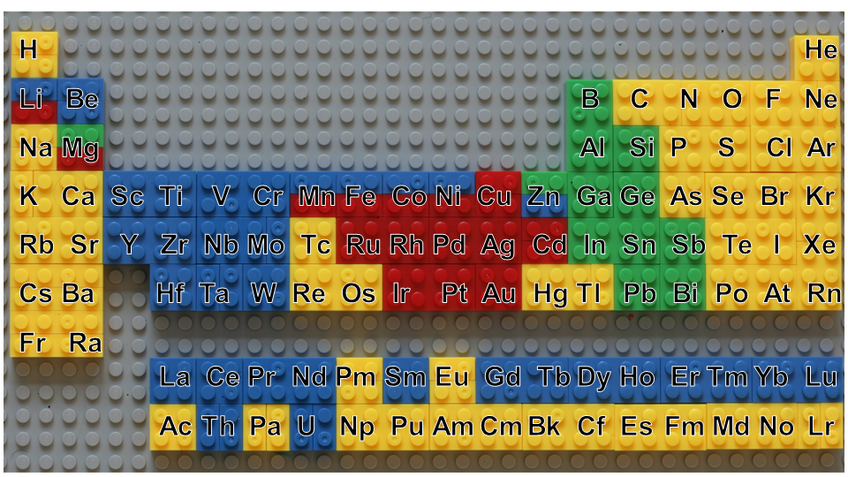 H He
Li Be B C N O F Ne
Na Mg Al Si P S Cl Ar
K Ca Sc Ti V Cr Mn Fe Co Ni Cu Zn Ga Ge As Se Br Kr
Rb Sr Y Zr Nb Mo Tc Ru Rh Pd Ag Cd In Sn Sb Te I Xe
Cs Ba Hf Ta W Re Os Ir Pt Au Hg Tl Pb Bi Po At Rn
Fr Ra
La Ce Pr Nd Pm Sm Eu Gd Tb Dy Ho Er Tm Yb Lu
Ac Th Pa U Np Pu Am Cm Bk Cf Es Fm Md No Lr